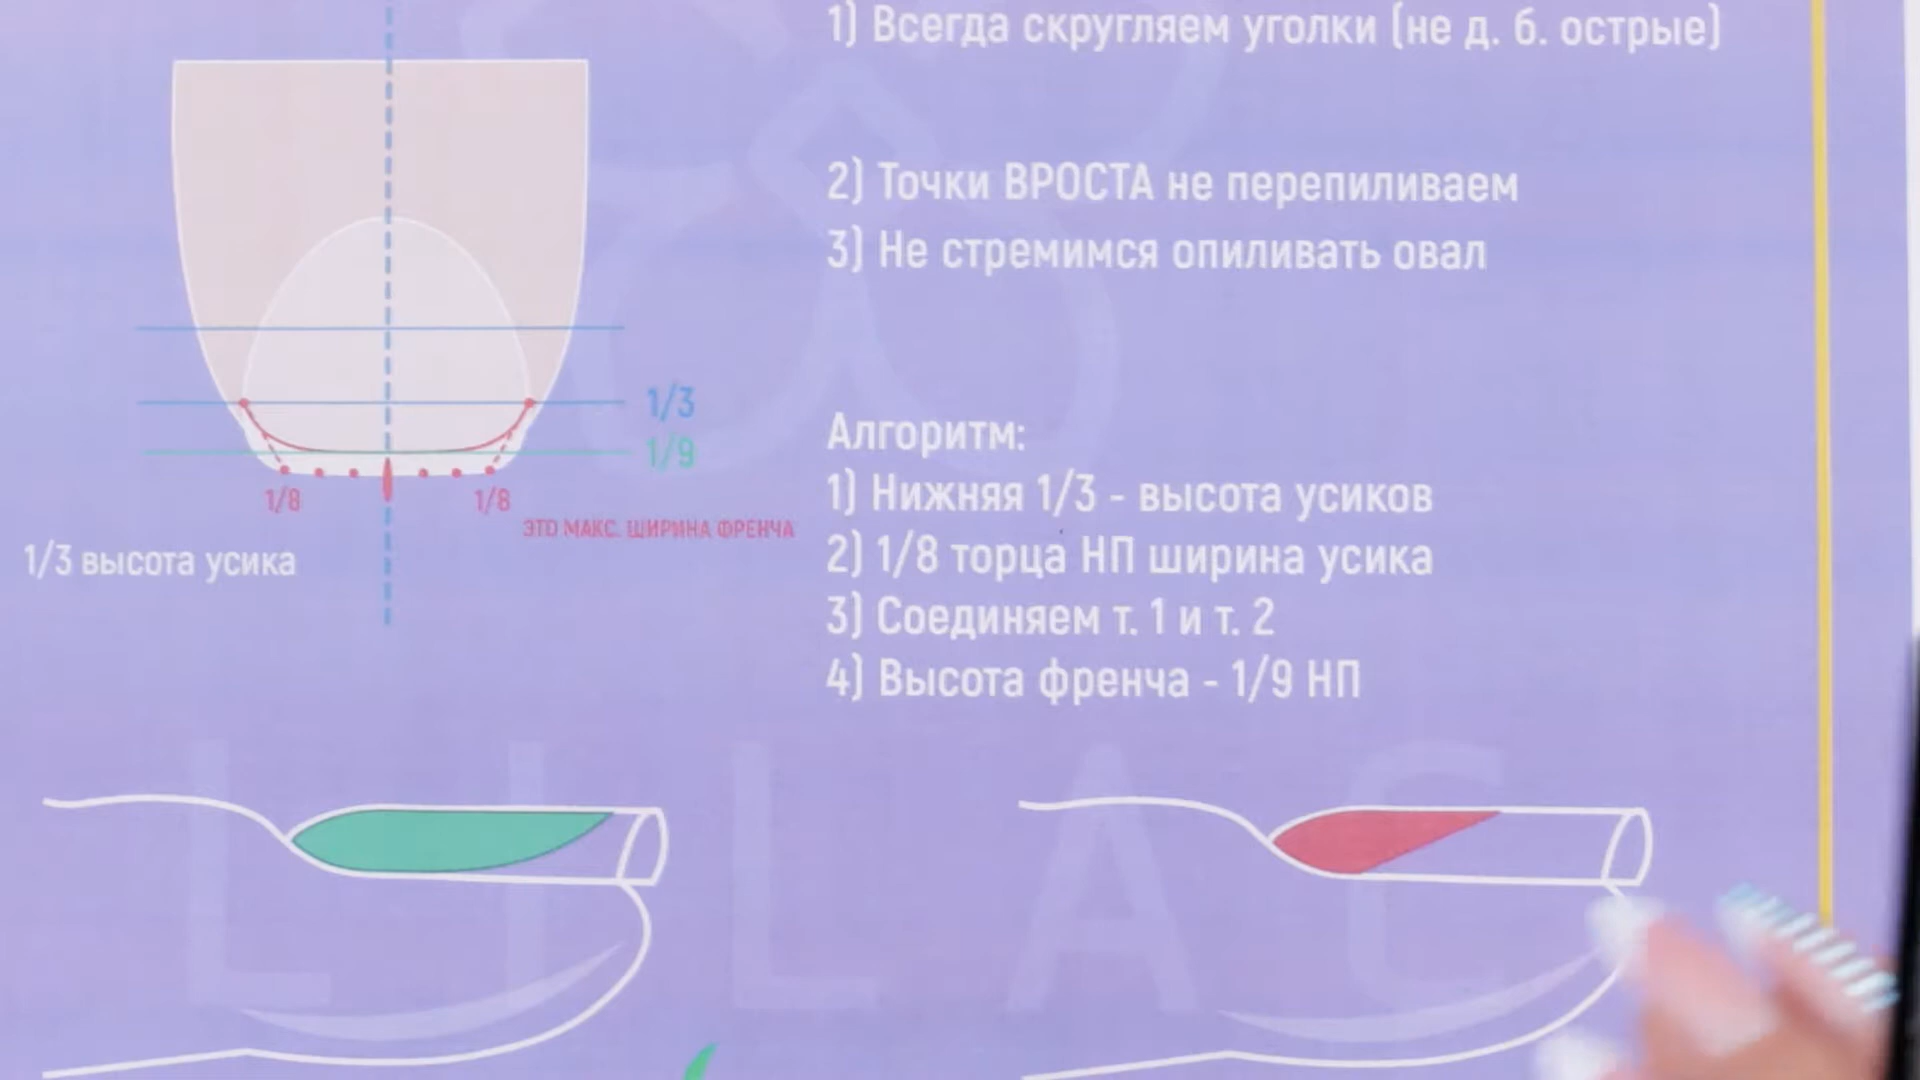 1) Всегда скругляем уголки (не д. б. острые)
2) Точки ВРОСТА не перепиливаем
3) Не стремимся опиливать овал
1/3
1/9
1/8
1/8
ЭТО МАКС. ШИРИНА ФРЕНЧА
1/3 высота усика
Алгоритм:
1) Нижняя 1/3 - высота усиков
2) 1/8 торца НП ширина усика
3) Соединяем т. 1 и т. 2
4) Высота френча - 1/9 НП
LILAC